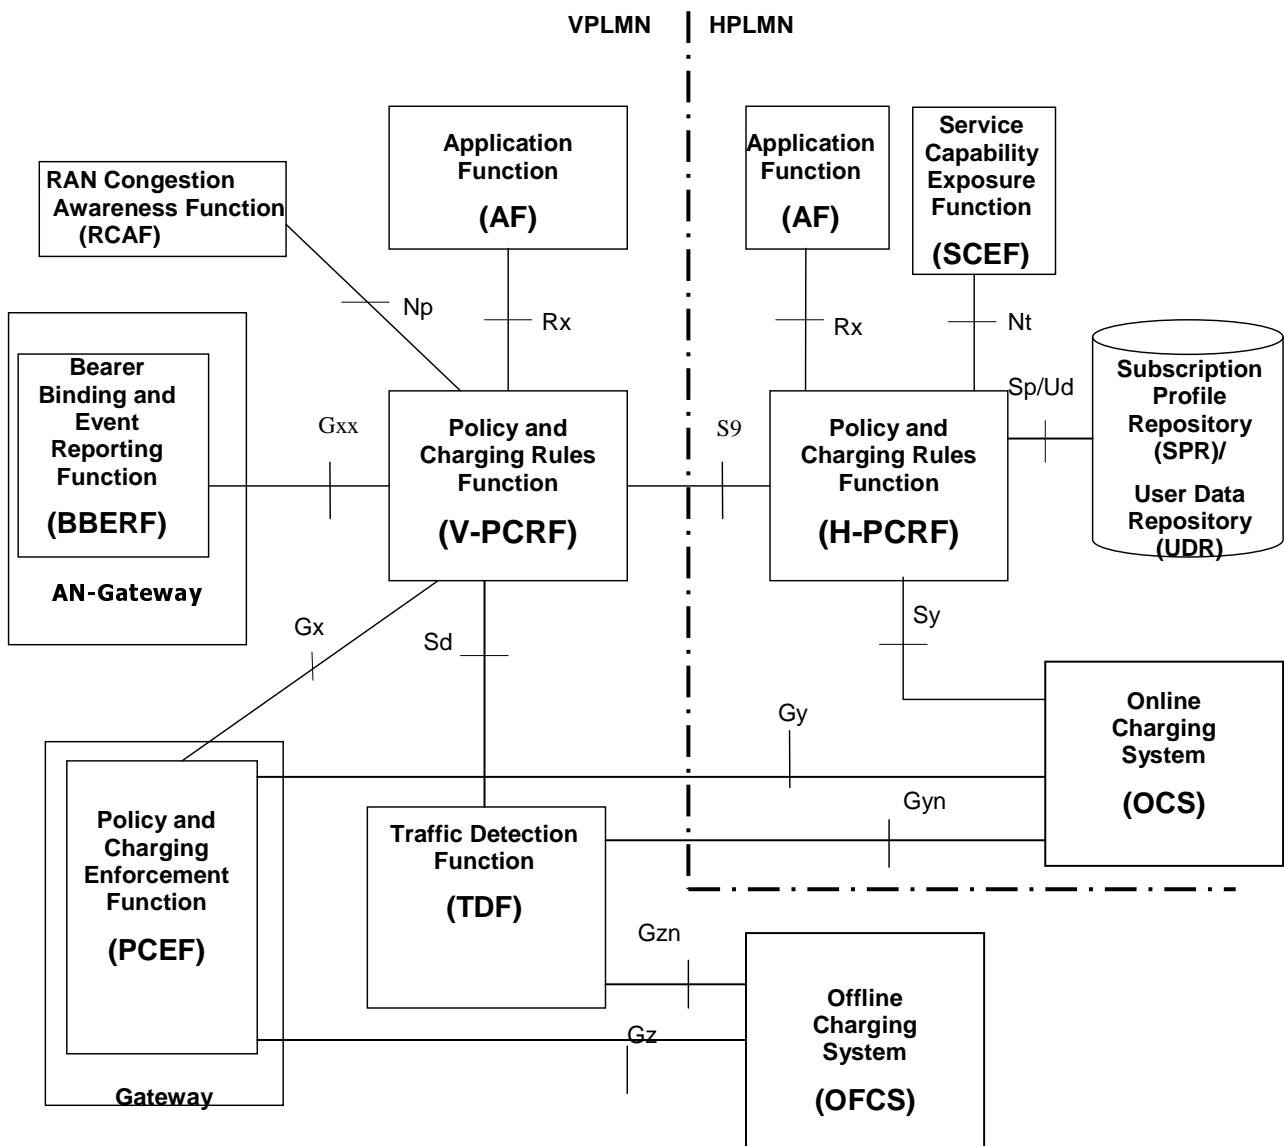 VPLMN
HPLMN
Application
Function
(AF)
Application
Function
(AF)
Service
Capability
Exposure
Function
(SCEF)
RAN Congestion
Awareness Function
(RCAF)
Np
Rx
Rx
Nt
Sp/Ud
Bearer
Binding and
Event
Reporting
Function
(BBERF)
AN-Gateway
Gxx
Policy and
Charging Rules
Function
(V-PCRF)
S9
Policy and
Charging Rules
Function
(H-PCRF)
Subscription
Profile
Repository
(SPR)/
User Data
Repository
(UDR)
Gx
Sd
Sy
Gy
Gyn
Online
Charging
System
(OCS)
Policy and
Charging
Enforcement
Function
(PCEF)
Gateway
Traffic Detection
Function
(TDF)
Gzn
Gz
Offline
Charging
System
(OFCS)